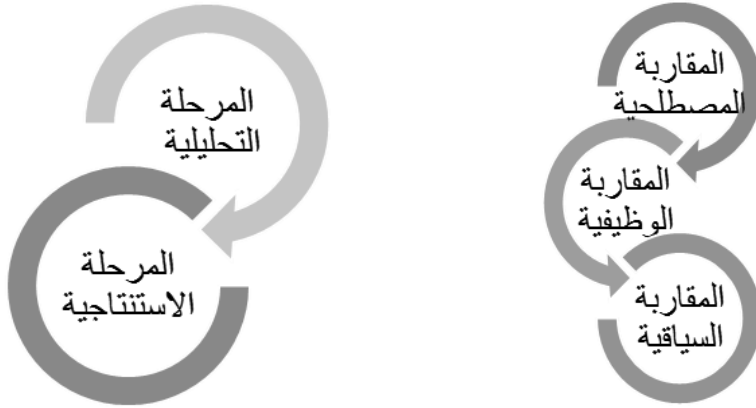 المقاربة
المصطلحية
المقاربة
الوظيفية
المقاربة
السياقية
المرحلة
التحليلية
المرحلة
الاستنتاجية